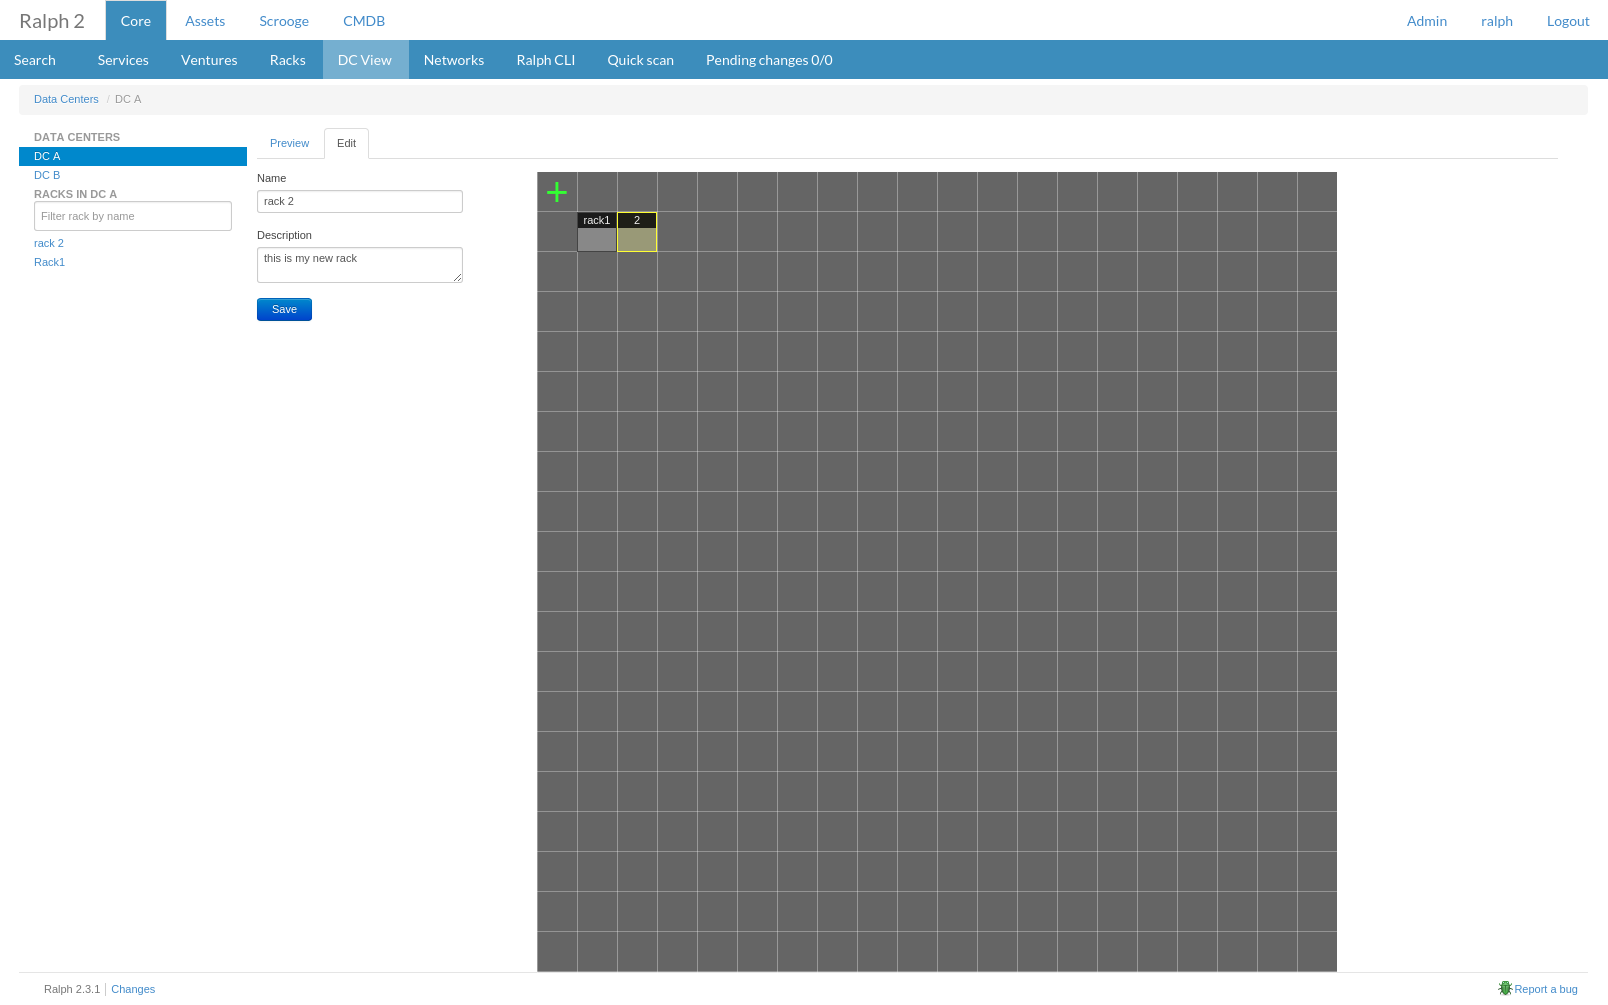 Ralph 2 Core Assets Scrooge CMDB Admin ralph Logout
Search Services Ventures Racks DC View Networks Ralph CLI Quick scan Pending changes 0/0
Data Centers / DC A
DATA CENTERS
DC A
DC B
RACKS IN DC A
Filter rack by name
rack 2
Rack1
Preview Edit
Name
rack 2
Description
this is my new rack
Save
rack1 2
Ralph 2.3.1 Changes
Report a bug